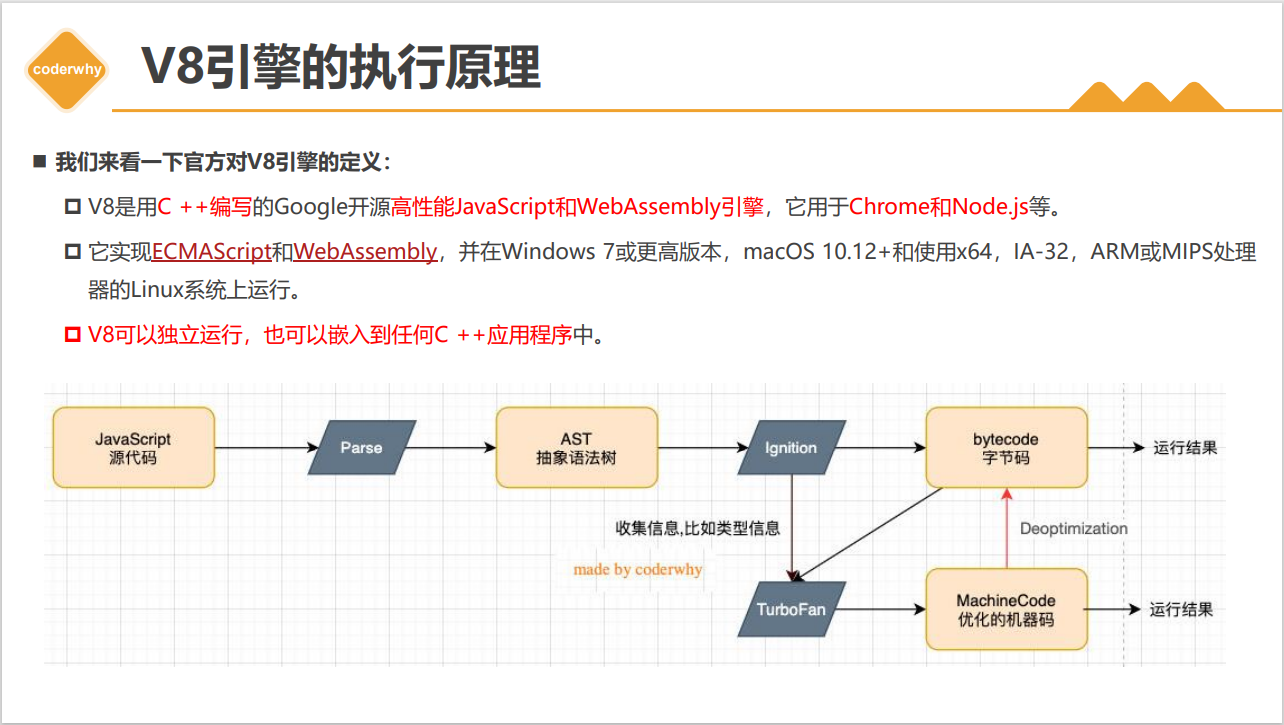 coderwhy
V8引擎的执行原理
我们来看一下官方对V8引擎的定义：
V8是用C ++编写的Google开源高性能JavaScript和WebAssembly引擎，它用于Chrome和Node.js等。
它实现ECMAScript和WebAssembly，并在Windows 7或更高版本，macOS 10.12+和使用x64，IA-32，ARM或MIPS处理
器的Linux系统上运行。
V8可以独立运行，也可以嵌入到任何C ++应用程序中。
JavaScript
源代码
Parse
AST
抽象语法树
Ignition
bytecode
字节码
运行结果
收集信息,比如类型信息
Deoptimization
made by coderwhy
TurboFan
MachineCode
优化的机器码
运行结果